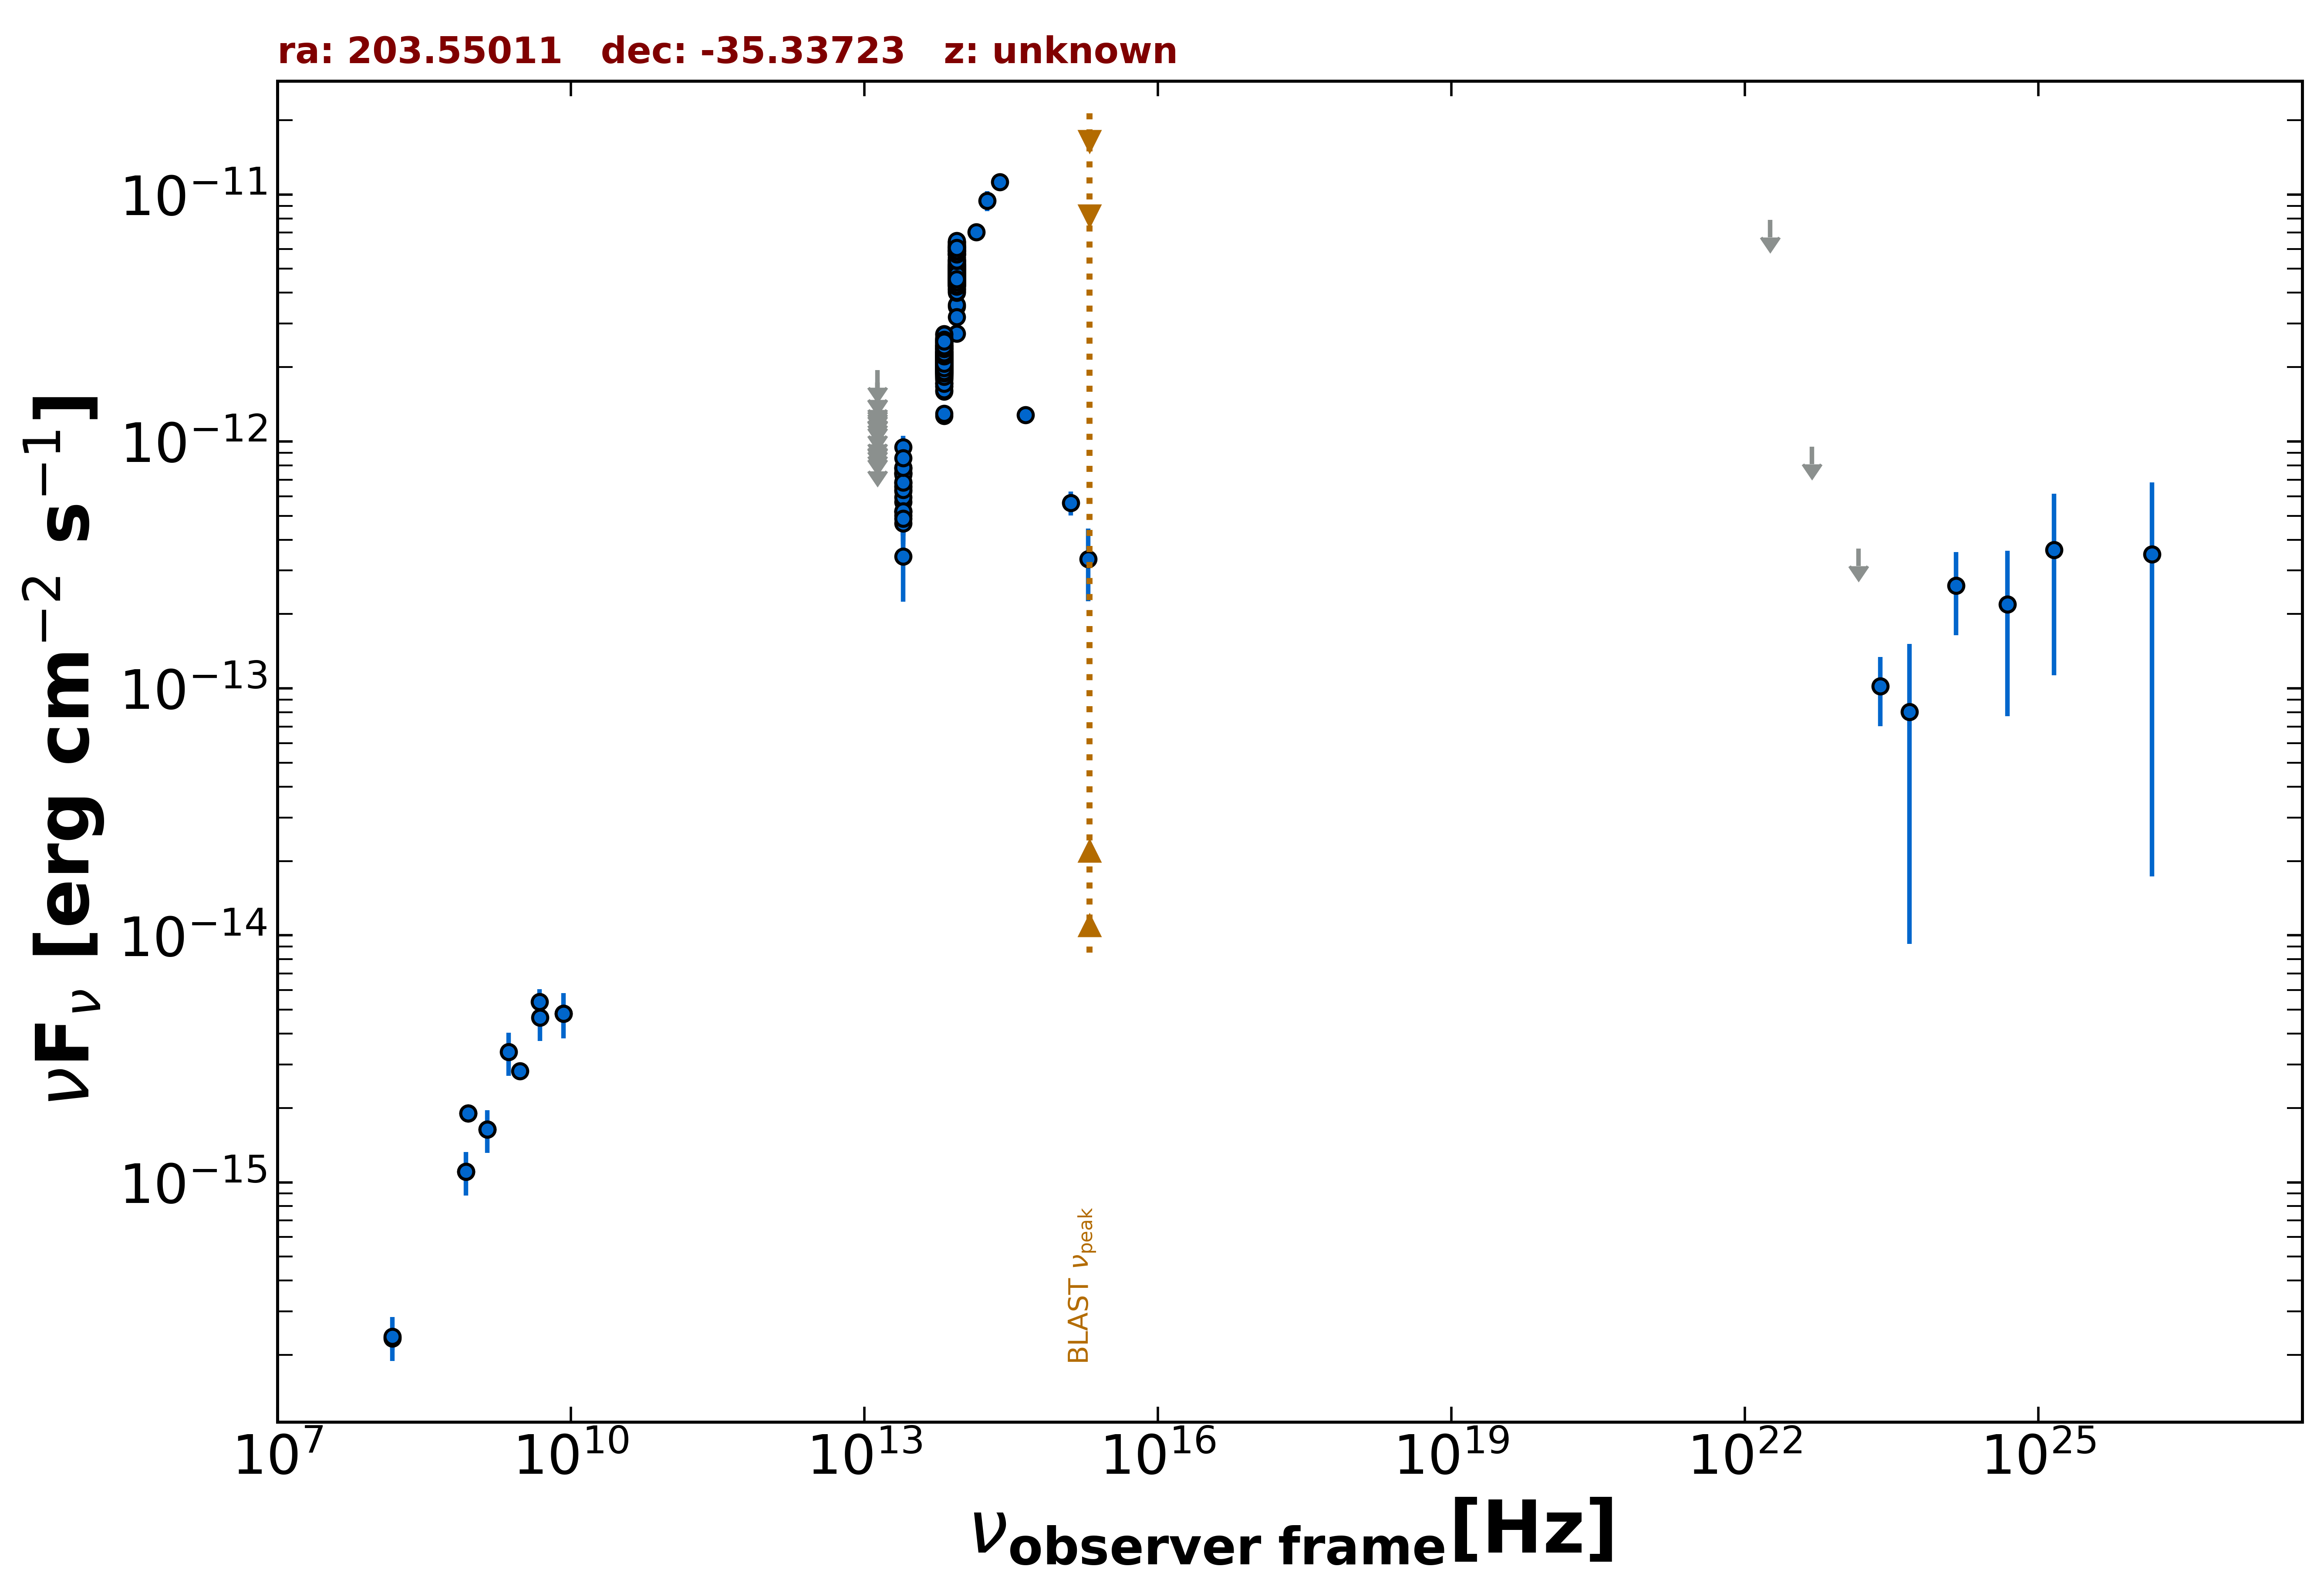 ra: 203.55011   dec: -35.33723   z: unknown
10⁻¹¹
10⁻¹²
10⁻¹³
10⁻¹⁴
10⁻¹⁵
νFν [erg cm⁻² s⁻¹]
BLAST νpeak
10⁷ 10¹⁰ 10¹³ 10¹⁶ 10¹⁹ 10²² 10²⁵
νobserver frame[Hz]